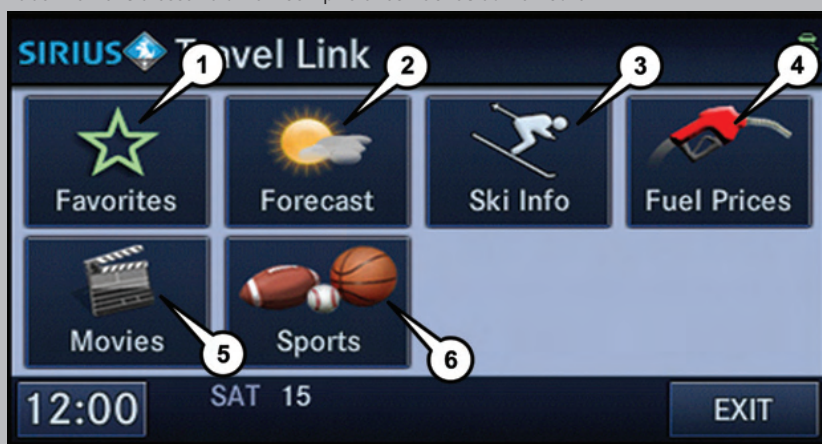 SIRIUS Travel Link
1 2 3 4
Favorites Forecast Ski Info Fuel Prices
Movies Sports
5 6
12:00 SAT 15 EXIT